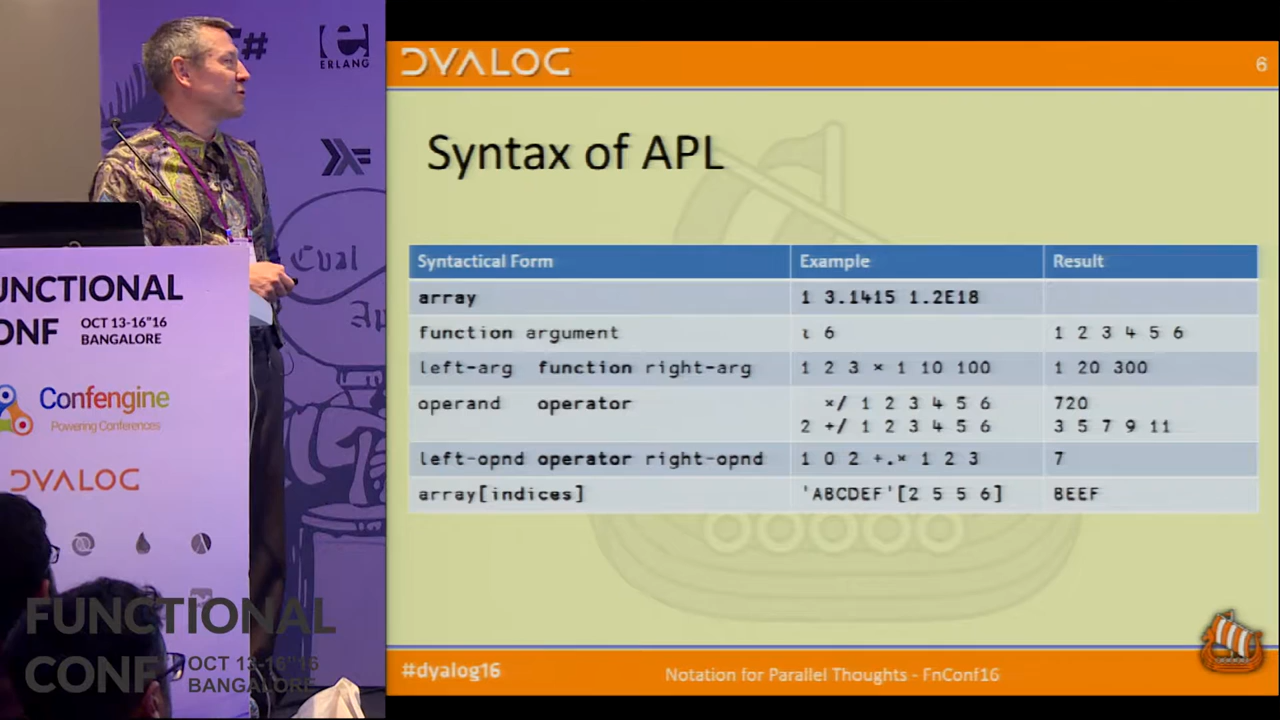 #
ERLANG
Eval
Ap
UNCTIONAL
CONF OCT 13-16"16
BANGALORE
Confengine
Powering Conferences
DYALOG
FUNCTIONAL
CONF OCT 13-16"16
BANGALORE
DYALOG
6
Syntax of APL
Syntactical Form Example Result
array 1 3.1415 1.2E18
function argument ⍳ 6 1 2 3 4 5 6
left-arg function right-arg 1 2 3 × 1 10 100 1 20 300
operand operator ×/ 1 2 3 4 5 6 720
2 +/ 1 2 3 4 5 6 3 5 7 9 11
left-opnd operator right-opnd 1 0 2 +.× 1 2 3 7
array[indices] 'ABCDEF'[2 5 5 6] BEEF
#dyalog16
Notation for Parallel Thoughts - FnConf16